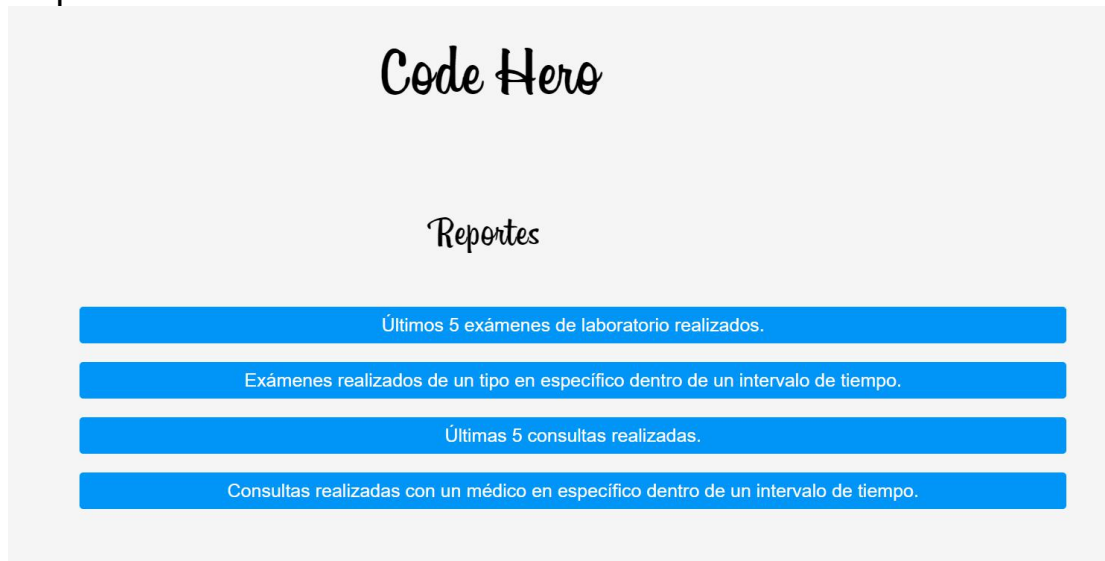 Code Hero
Reportes
Últimos 5 exámenes de laboratorio realizados.
Exámenes realizados de un tipo en específico dentro de un intervalo de tiempo.
Últimas 5 consultas realizadas.
Consultas realizadas con un médico en específico dentro de un intervalo de tiempo.